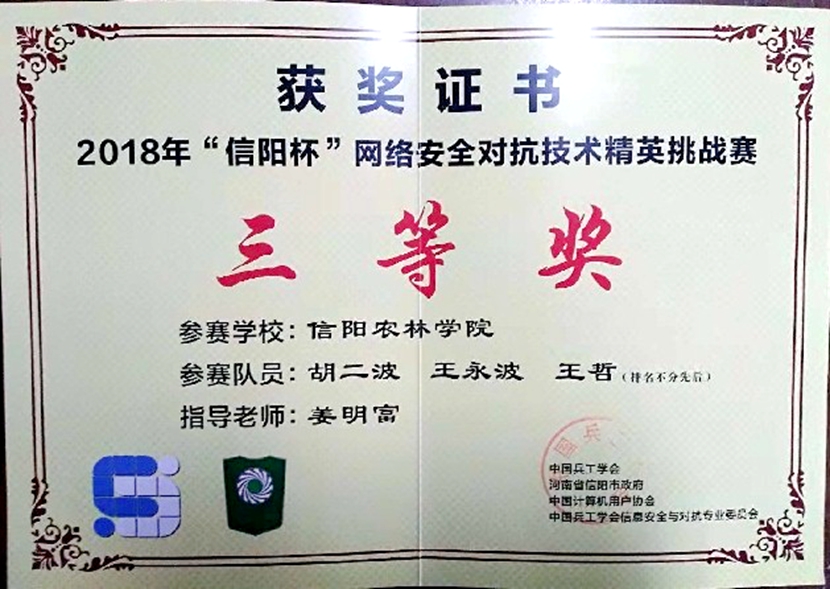 获奖证书
2018年“信阳杯”网络安全对抗技术精英挑战赛
三等奖
参赛学校：信阳农林学院
参赛队员：胡二波 王永波 王哲（排名不分先后）
指导老师：姜明富
国兵
中国兵工学会
河南省信阳市政府
中国计算机用户协会
中国兵工学会信息安全与对抗专业委员会